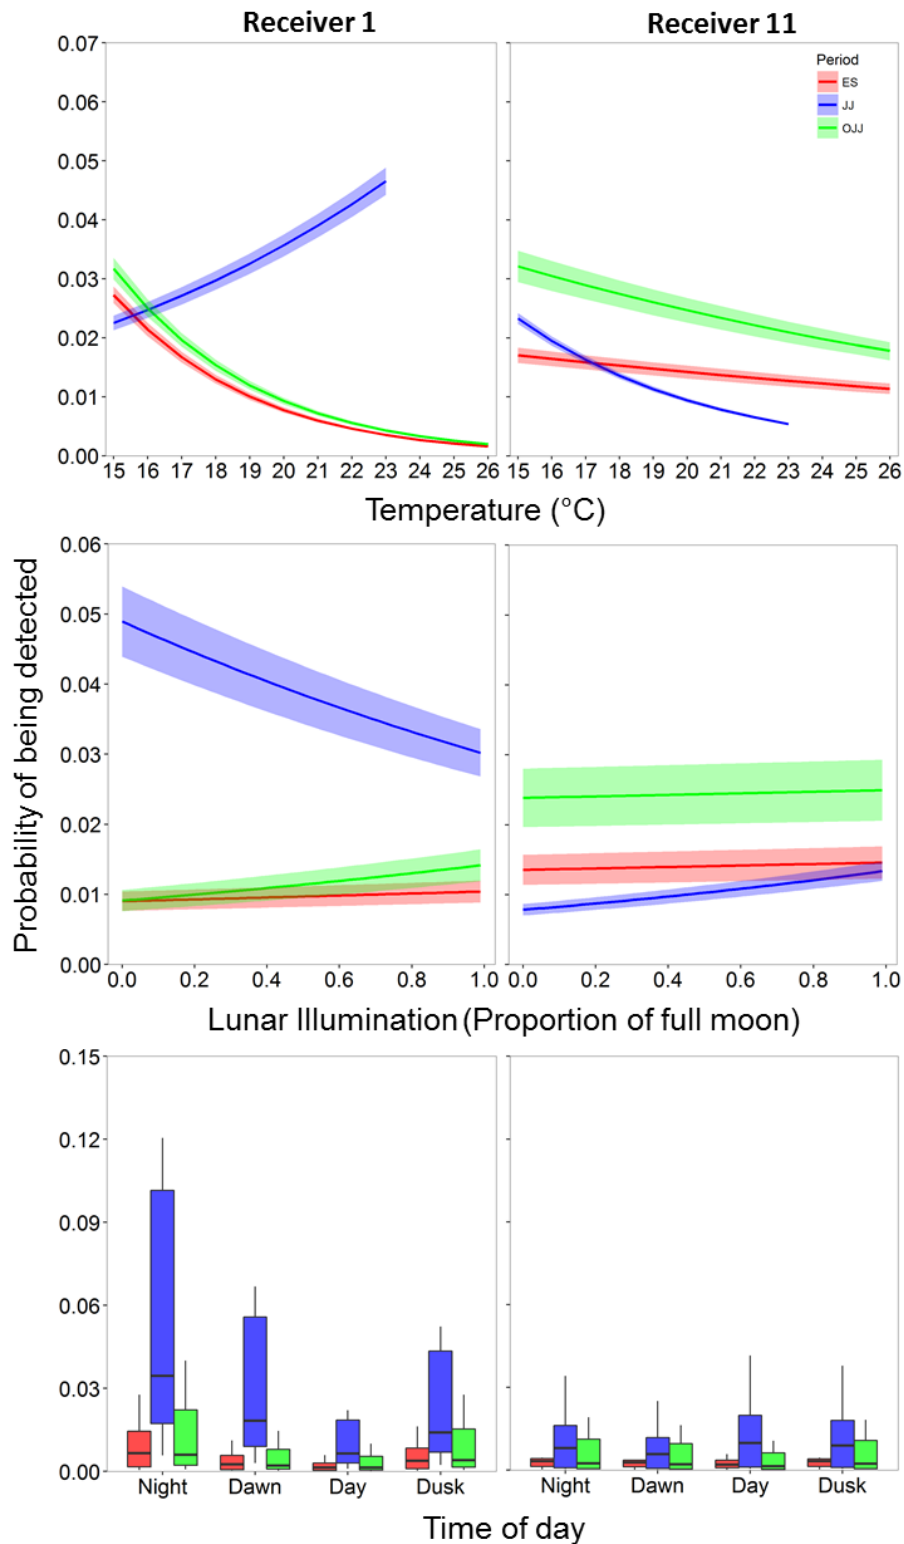 Receiver 1 Receiver 11
0.07
0.06
0.05
0.04
0.03
0.02
0.01
0.00
Period
ES
JJ
OJJ
15 16 17 18 19 20 21 22 23 24 25 26 15 16 17 18 19 20 21 22 23 24 25 26
Temperature (°C)
Probability of being detected
0.06
0.05
0.04
0.03
0.02
0.01
0.00
0.0 0.2 0.4 0.6 0.8 1.0 0.0 0.2 0.4 0.6 0.8 1.0
Lunar Illumination (Proportion of full moon)
0.15
0.12
0.09
0.06
0.03
0.00
Night Dawn Day Dusk Night Dawn Day Dusk
Time of day